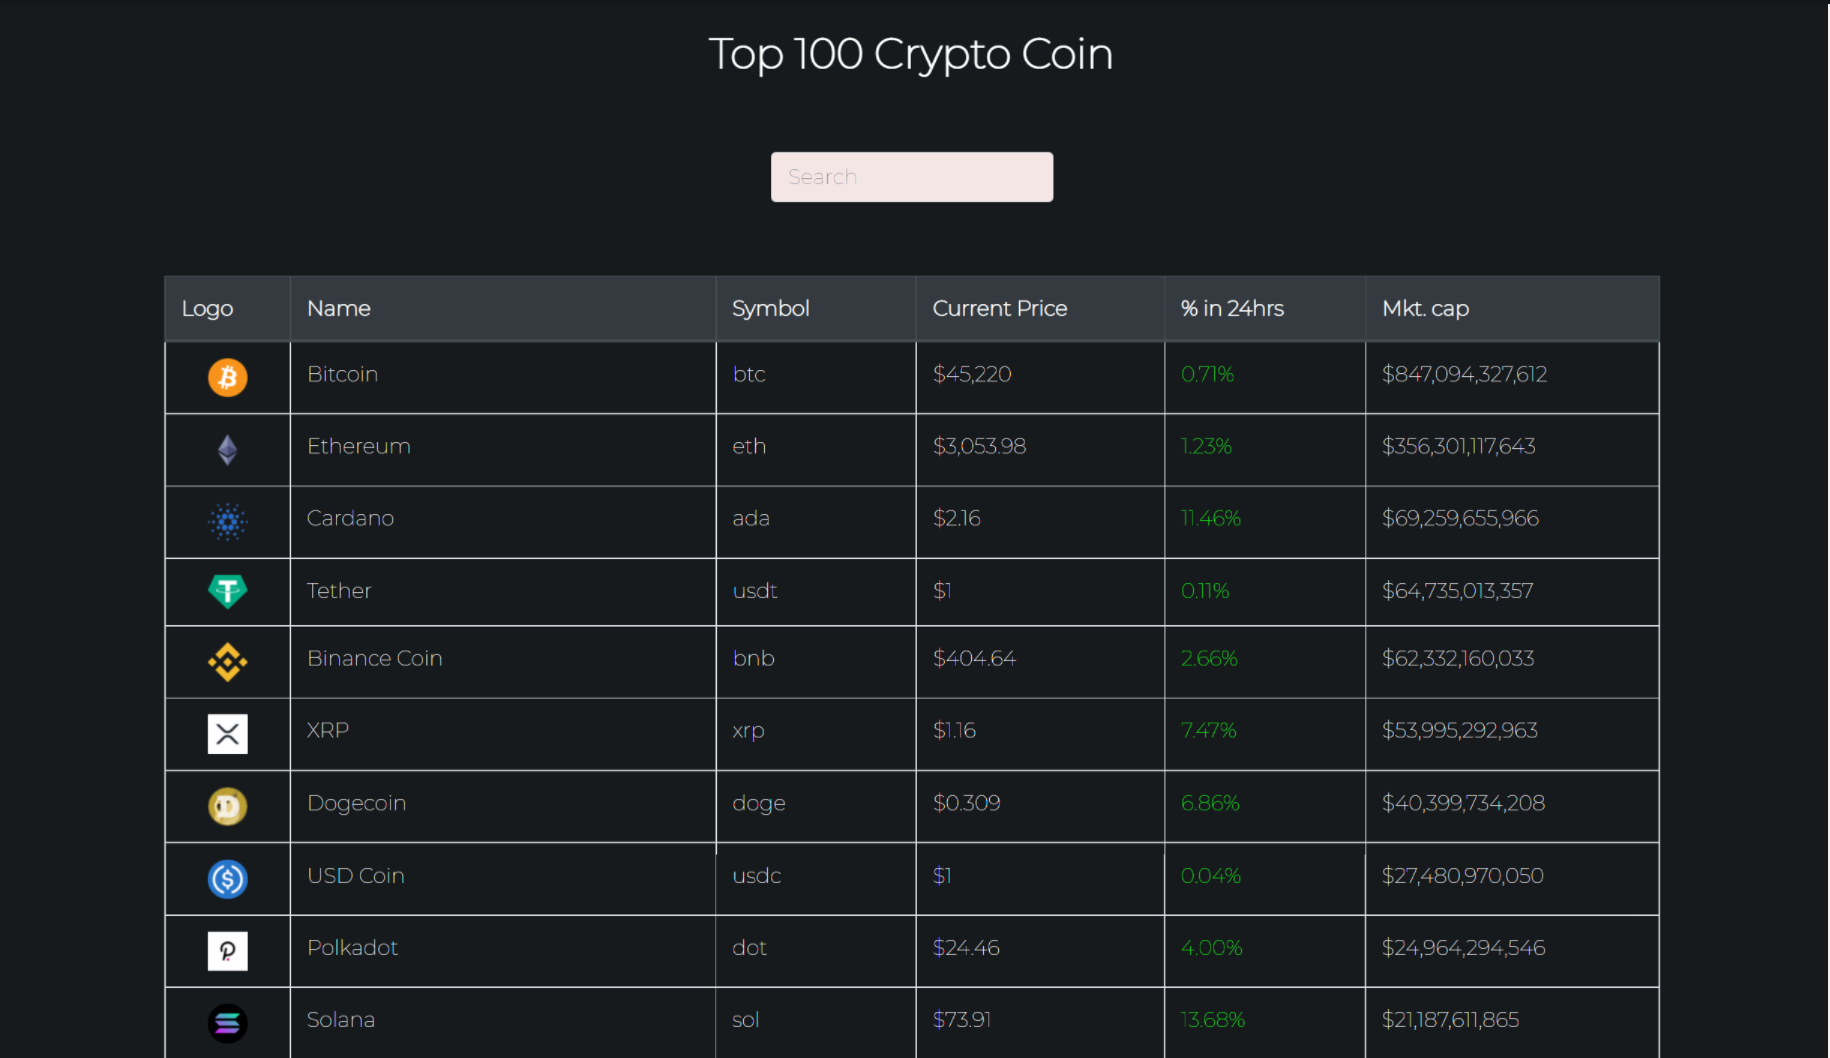 Top 100 Crypto Coin
Search
Logo Name Symbol Current Price % in 24hrs Mkt. cap
Bitcoin btc $45,220 0.71% $847,094,327,612
Ethereum eth $3,053.98 1.23% $356,301,117,643
Cardano ada $2.16 11.46% $69,259,655,966
Tether usdt $1 0.11% $64,735,013,357
Binance Coin bnb $404.64 2.66% $62,332,160,033
XRP xrp $1.16 7.47% $53,995,292,963
Dogecoin doge $0.309 6.86% $40,399,734,208
USD Coin usdc $1 0.04% $27,480,970,050
Polkadot dot $24.46 4.00% $24,964,294,546
Solana sol $73.91 13.68% $21,187,611,865